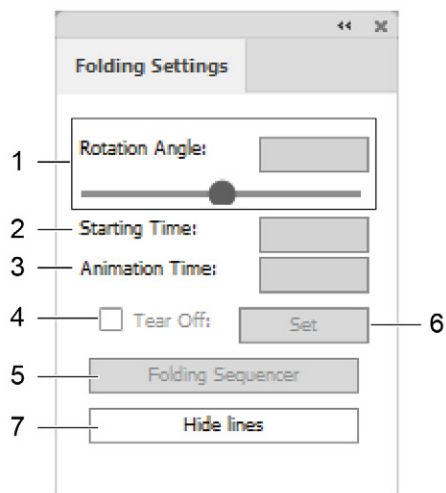 Folding Settings
1 Rotation Angle:
2 Starting Time:
3 Animation Time:
4 Tear Off: Set 6
5 Folding Sequencer
7 Hide lines